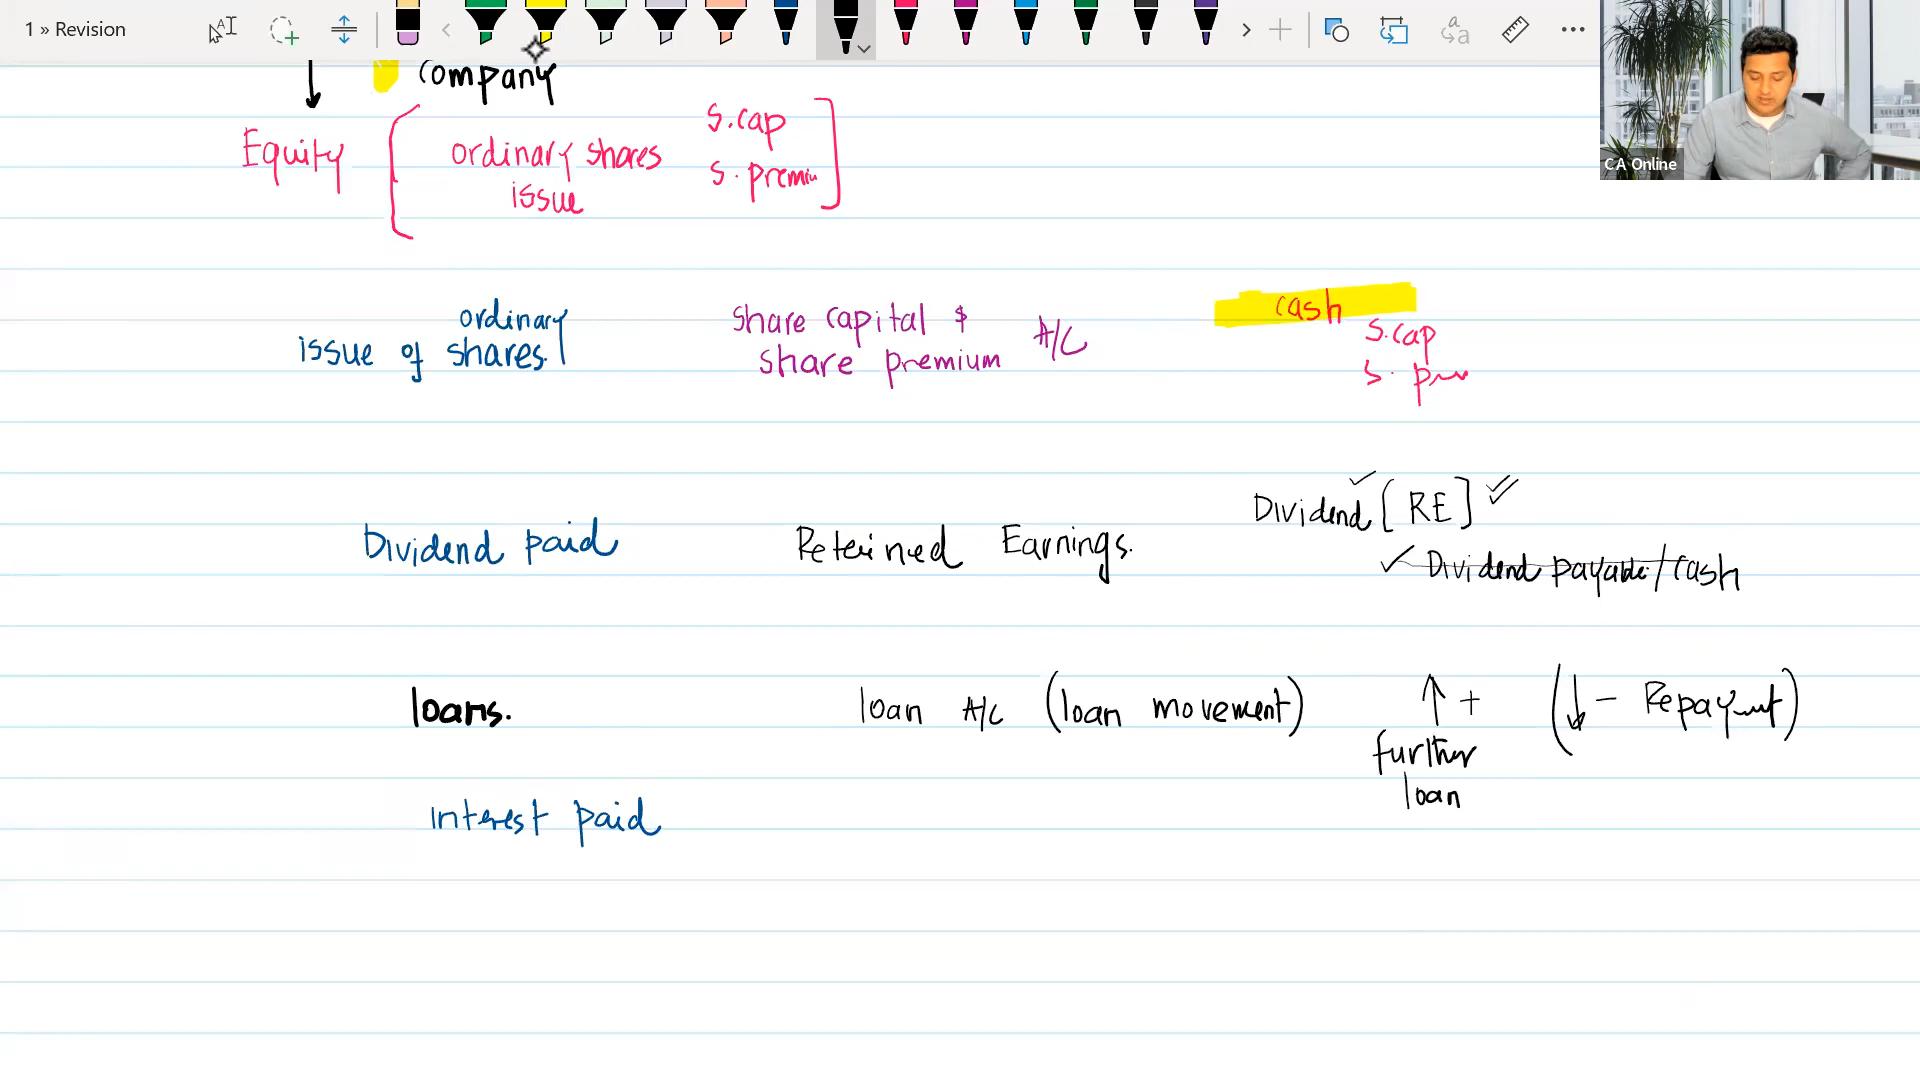 1 » Revision
company
Equity
ordinary shares
issue
s.cap
s.premiu
ordinary
issue of shares.
share capital $
share premium
A/C
cash
s.cap
s.
Dividend paid
Reteined Earnings.
Dividend [RE]
Dividend payable/cash
loans.
loan A/C (loan movement)
+
further
loan
(↓ - Repayment)
interest paid
CA Online